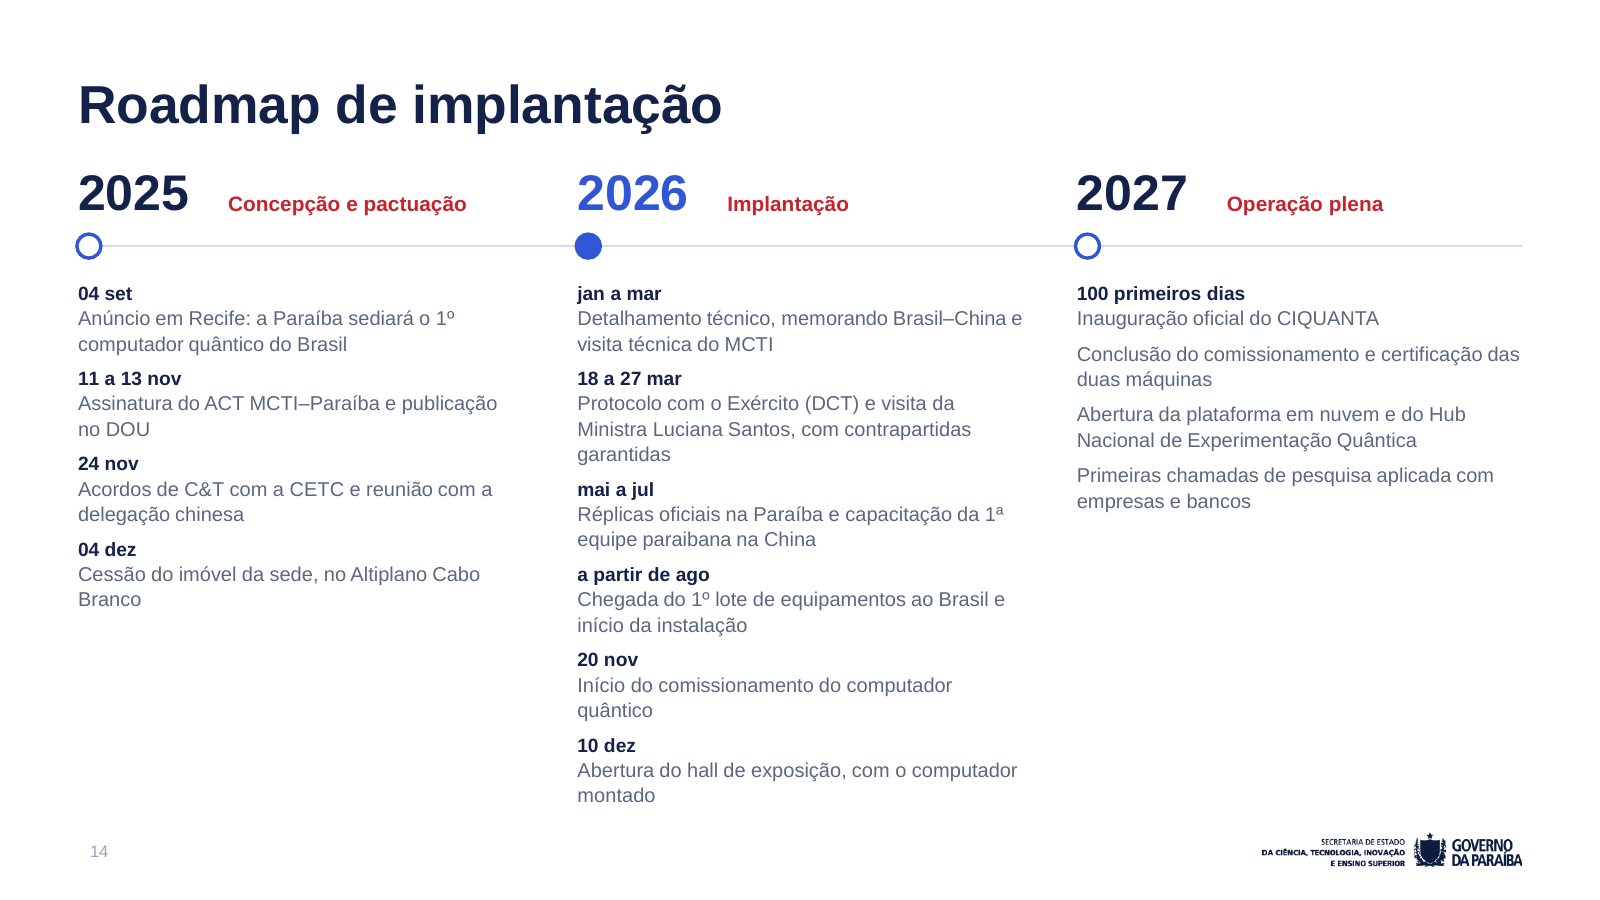 Roadmap de implantação
2025
Concepção e pactuação
04 set
Anúncio em Recife: a Paraíba sediará o 1º
computador quântico do Brasil
11 a 13 nov
Assinatura do ACT MCTI–Paraíba e publicação
no DOU
24 nov
Acordos de C&T com a CETC e reunião com a
delegação chinesa
04 dez
Cessão do imóvel da sede, no Altiplano Cabo
Branco
2026
Implantação
jan a mar
Detalhamento técnico, memorando Brasil–China e
visita técnica do MCTI
18 a 27 mar
Protocolo com o Exército (DCT) e visita da
Ministra Luciana Santos, com contrapartidas
garantidas
mai a jul
Réplicas oficiais na Paraíba e capacitação da 1ª
equipe paraibana na China
a partir de ago
Chegada do 1º lote de equipamentos ao Brasil e
início da instalação
20 nov
Início do comissionamento do computador
quântico
10 dez
Abertura do hall de exposição, com o computador
montado
2027
Operação plena
100 primeiros dias
Inauguração oficial do CIQUANTA
Conclusão do comissionamento e certificação das
duas máquinas
Abertura da plataforma em nuvem e do Hub
Nacional de Experimentação Quântica
Primeiras chamadas de pesquisa aplicada com
empresas e bancos
14
SECRETARIA DE ESTADO
DA CIÊNCIA, TECNOLOGIA, INOVAÇÃO
E ENSINO SUPERIOR
GOVERNO
DA PARAÍBA